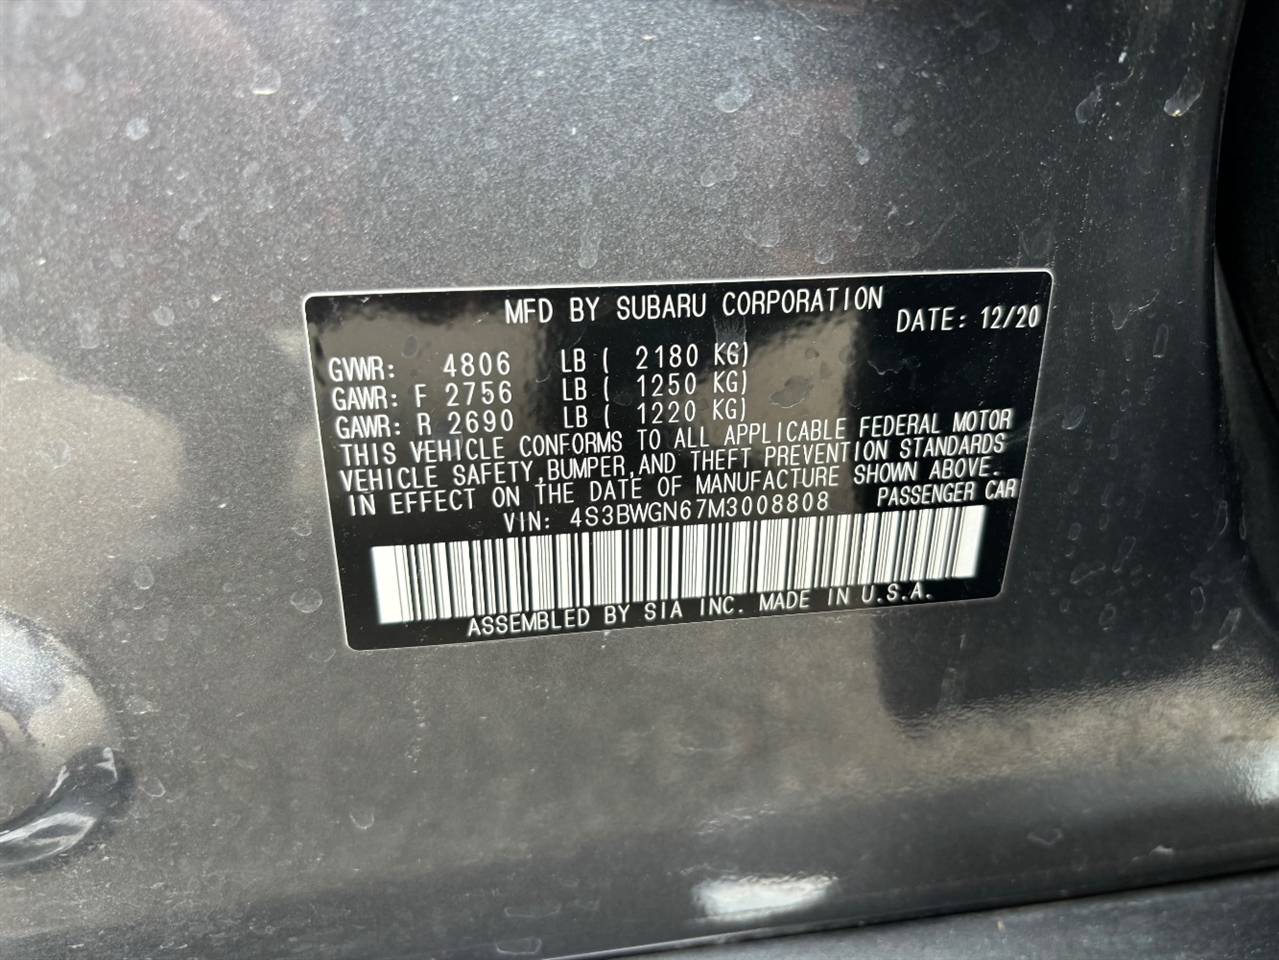 MFD BY SUBARU CORPORATION
DATE: 12/20
GVWR: 4806 LB ( 2180 KG)
GAWR: F 2756 LB ( 1250 KG)
GAWR: R 2690 LB ( 1220 KG)
THIS VEHICLE CONFORMS TO ALL APPLICABLE FEDERAL MOTOR
VEHICLE SAFETY,BUMPER,AND THEFT PREVENTION STANDARDS
IN EFFECT ON THE DATE OF MANUFACTURE SHOWN ABOVE.
VIN: 4S3BWGN67M3008808 PASSENGER CAR
ASSEMBLED BY SIA INC. MADE IN U.S.A.